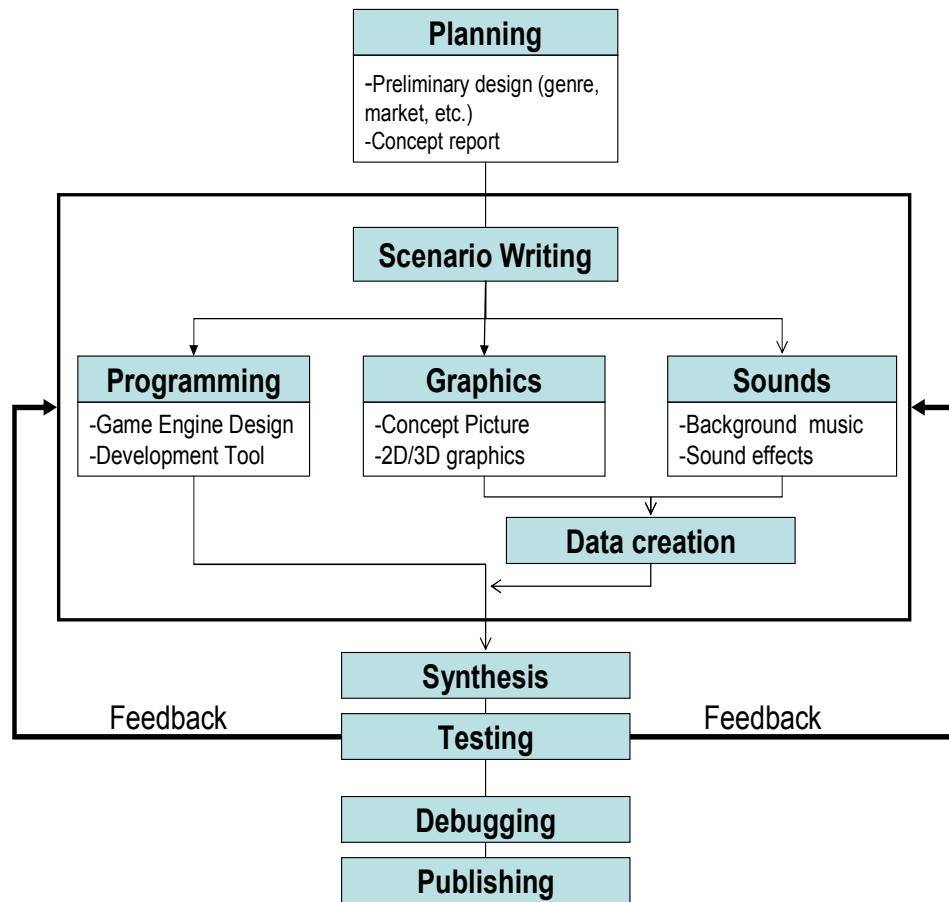 Planning
-Preliminary design (genre,
market, etc.)
-Concept report
Scenario Writing
Programming
-Game Engine Design
-Development Tool
Graphics
-Concept Picture
-2D/3D graphics
Sounds
-Background music
-Sound effects
Data creation
Synthesis
Feedback
Testing
Feedback
Debugging
Publishing